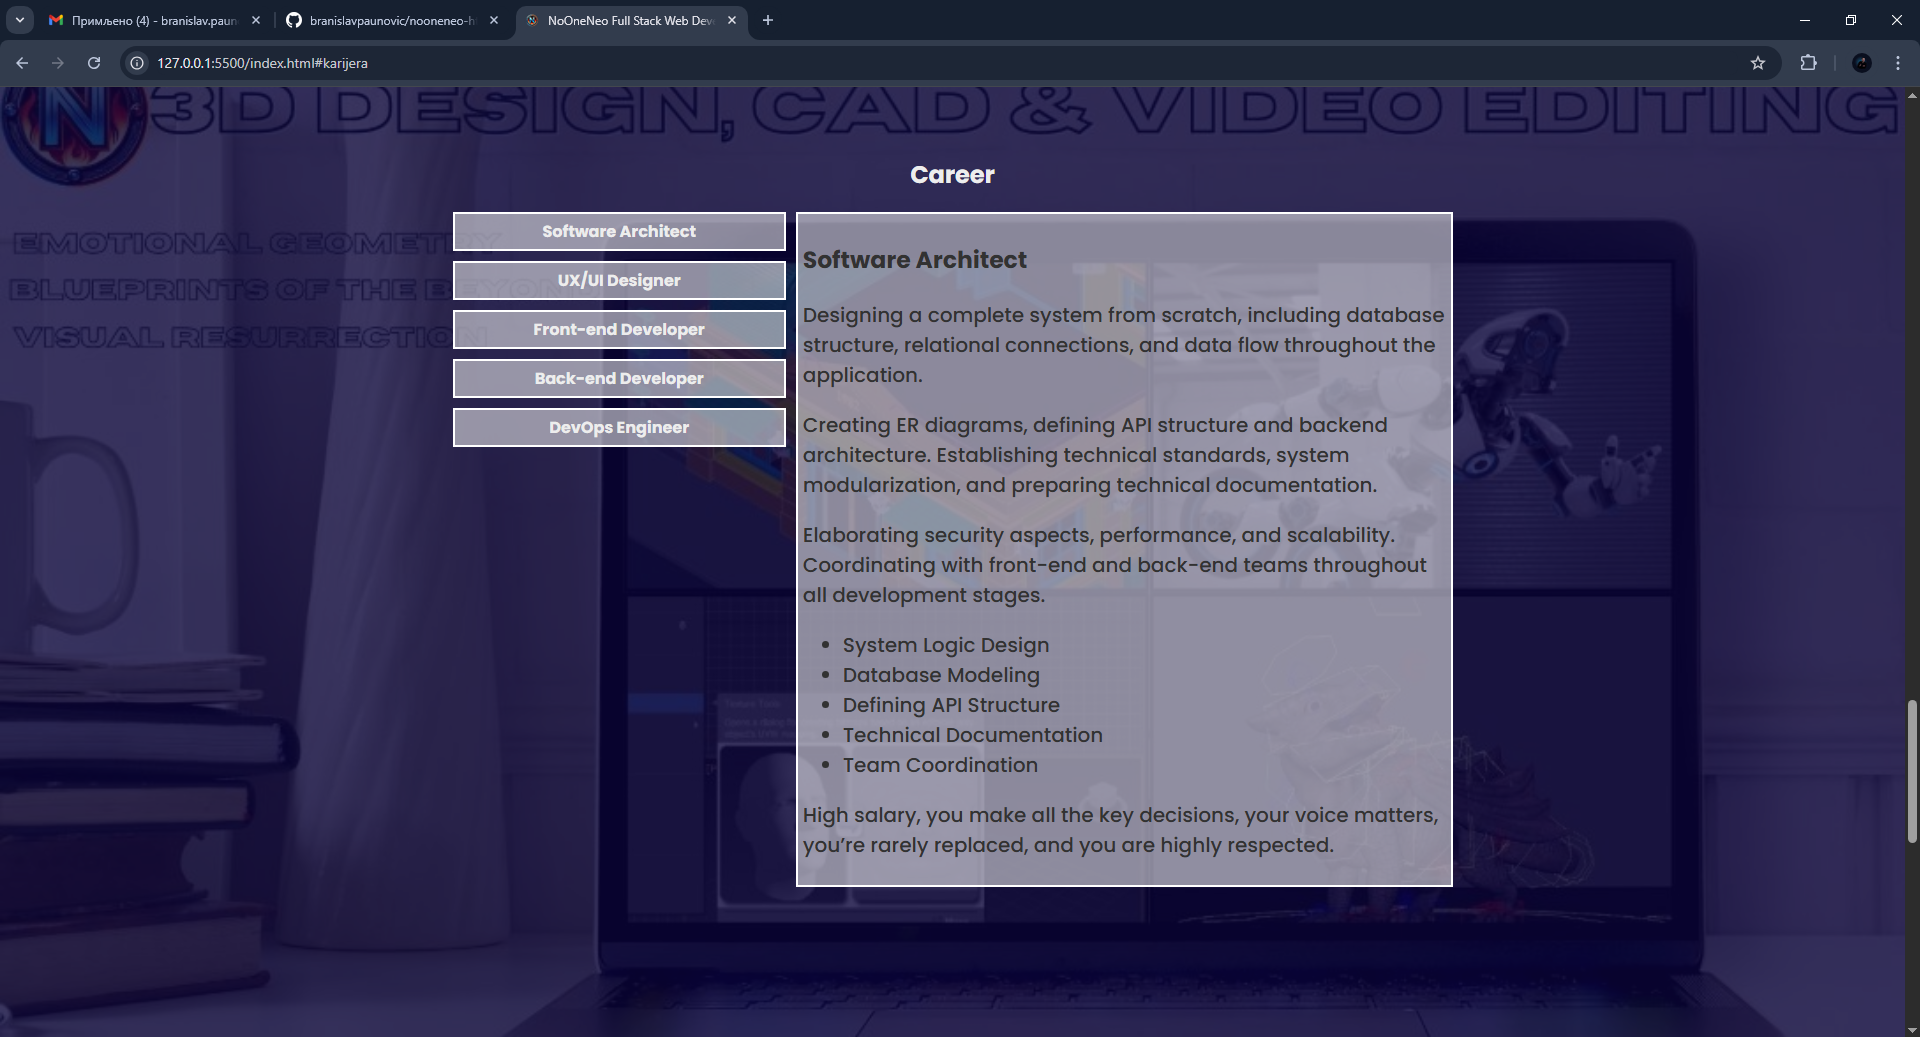 Примљено (4) - branislav.paun
branislavpaunovic/nooneneo-h
NoOneNeo Full Stack Web Dev
127.0.0.1:5500/index.html#karijera
N 3D DESIGN, CAD & VIDEO EDITING
Career
EMOTIONAL GEOMETRY
BLUEPRINTS OF THE BEYOND
VISUAL RESURRECTION
Software Architect
UX/UI Designer
Front-end Developer
Back-end Developer
DevOps Engineer
Software Architect
Designing a complete system from scratch, including database
structure, relational connections, and data flow throughout the
application.
Creating ER diagrams, defining API structure and backend
architecture. Establishing technical standards, system
modularization, and preparing technical documentation.
Elaborating security aspects, performance, and scalability.
Coordinating with front-end and back-end teams throughout
all development stages.
• System Logic Design
• Database Modeling
• Defining API Structure
• Technical Documentation
• Team Coordination
High salary, you make all the key decisions, your voice matters,
you’re rarely replaced, and you are highly respected.